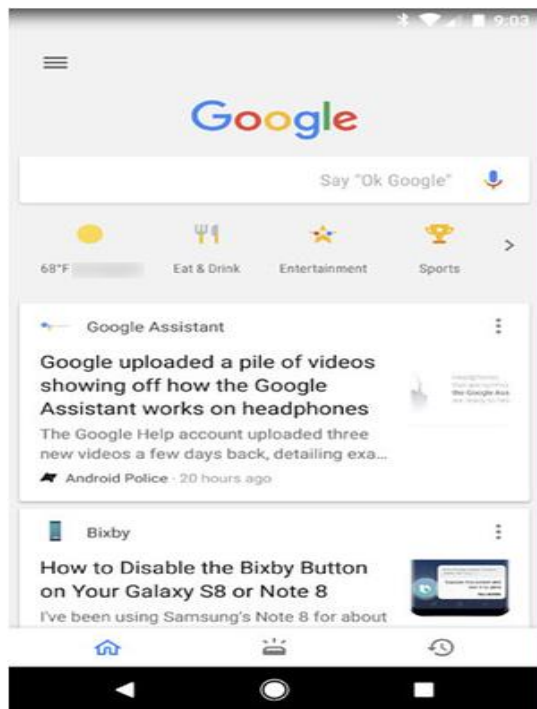 9:03
Google
Say "Ok Google"
68°F
Eat & Drink
Entertainment
Sports
Google Assistant
Google uploaded a pile of videos
showing off how the Google
Assistant works on headphones
The Google Help account uploaded three
new videos a few days back, detailing exa...
Android Police · 20 hours ago
the Google Ass
Bixby
How to Disable the Bixby Button
on Your Galaxy S8 or Note 8
I've been using Samsung's Note 8 for about